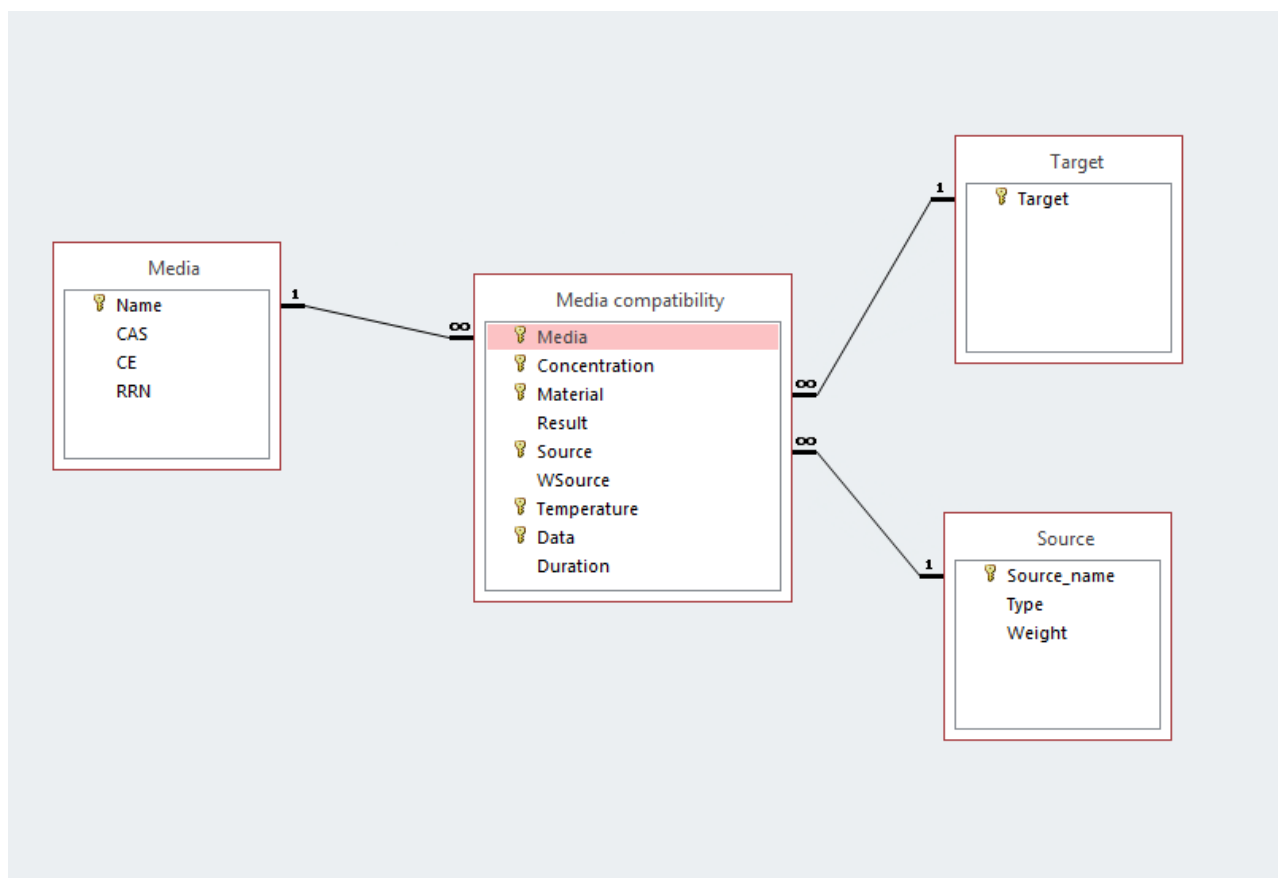 Media
Name
CAS
CE
RRN
1
∞
Media compatibility
Media
Concentration
Material
Result
Source
WSource
Temperature
Data
Duration
∞
∞
1
Target
Target
1
Source
Source_name
Type
Weight